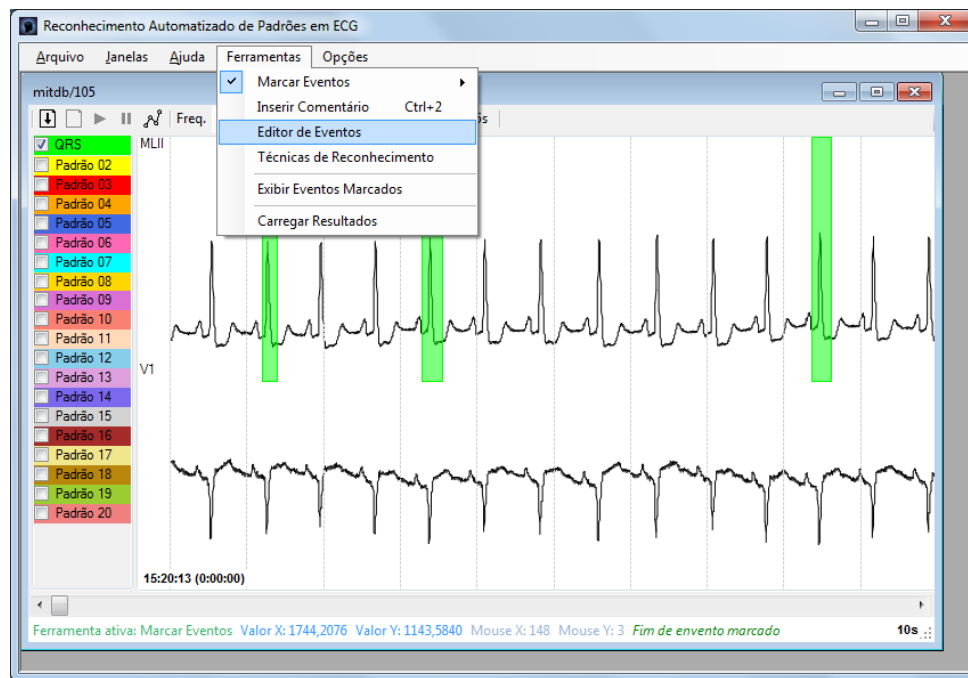 Reconhecimento Automatizado de Padrões em ECG
Arquivo Janelas Ajuda Ferramentas Opções
Marcar Eventos
Inserir Comentário Ctrl+2
Editor de Eventos
Técnicas de Reconhecimento
Exibir Eventos Marcados
Carregar Resultados
mitdb/105
Freq.
QRS
Padrão 02
Padrão 03
Padrão 04
Padrão 05
Padrão 06
Padrão 07
Padrão 08
Padrão 09
Padrão 10
Padrão 11
Padrão 12
Padrão 13
Padrão 14
Padrão 15
Padrão 16
Padrão 17
Padrão 18
Padrão 19
Padrão 20
MLII
V1
15:20:13 (0:00:00)
Ferramenta ativa: Marcar Eventos Valor X: 1744,2076 Valor Y: 1143,5840 Mouse X: 148 Mouse Y: 3 Fim de envento marcado 10s